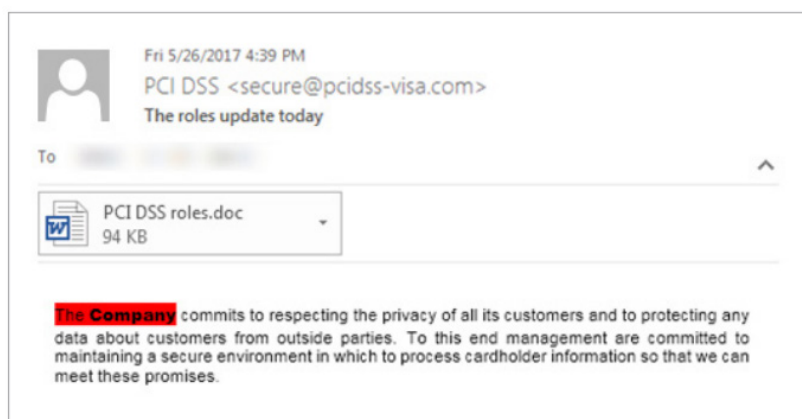 Fri 5/26/2017 4:39 PM
PCI DSS <secure@pcidss-visa.com>
The roles update today
To
PCI DSS roles.doc
94 KB
The Company commits to respecting the privacy of all its customers and to protecting any
data about customers from outside parties. To this end management are committed to
maintaining a secure environment in which to process cardholder information so that we can
meet these promises.